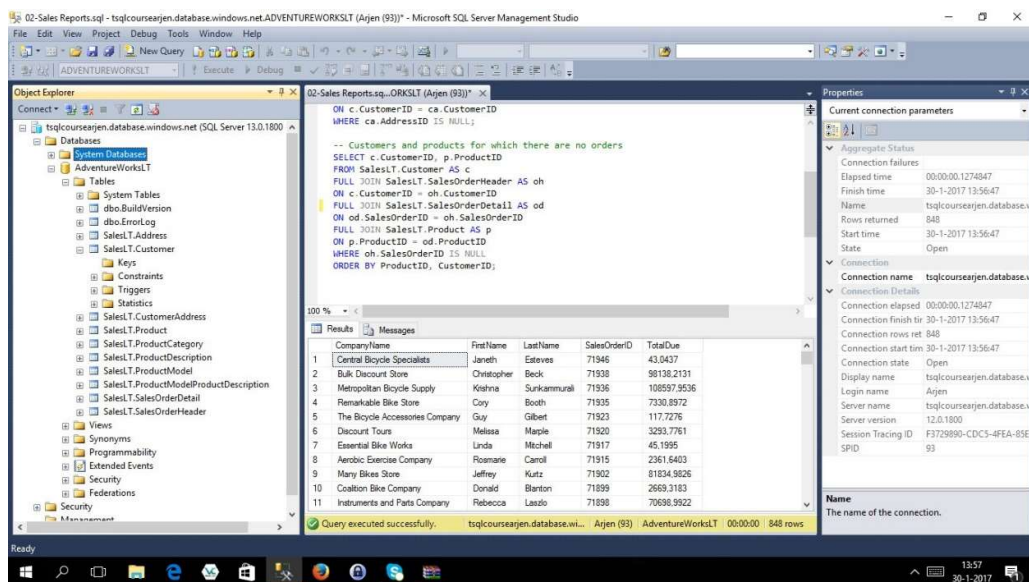 02-Sales Reports.sql - tsqlcoursearjen.database.windows.net.ADVENTUREWORKSLT (Arjen (93))* - Microsoft SQL Server Management Studio
File Edit View Project Debug Tools Window Help
New Query
ADVENTUREWORKSLT Execute Debug
Object Explorer
Connect
tsqlcoursearjen.database.windows.net (SQL Server 13.0.1800
Databases
System Databases
AdventureWorksLT
Tables
System Tables
dbo.BuildVersion
dbo.ErrorLog
SalesLT.Address
SalesLT.Customer
Keys
Constraints
Triggers
Statistics
SalesLT.CustomerAddress
SalesLT.Product
SalesLT.ProductCategory
SalesLT.ProductDescription
SalesLT.ProductModel
SalesLT.ProductModelProductDescription
SalesLT.SalesOrderDetail
SalesLT.SalesOrderHeader
Views
Synonyms
Programmability
Extended Events
Security
Federations
Security
Management
02-Sales Reports.sq...ORKSLT (Arjen (93))*
ON c.CustomerID = ca.CustomerID
WHERE ca.AddressID IS NULL;
-- Customers and products for which there are no orders
SELECT c.CustomerID, p.ProductID
FROM SalesLT.Customer AS c
FULL JOIN SalesLT.SalesOrderHeader AS oh
ON c.CustomerID = oh.CustomerID
FULL JOIN SalesLT.SalesOrderDetail AS od
ON od.SalesOrderID = oh.SalesOrderID
FULL JOIN SalesLT.Product AS p
ON p.ProductID = od.ProductID
WHERE oh.SalesOrderID IS NULL
ORDER BY ProductID, CustomerID;
100 %
Results Messages
CompanyName FirstName LastName SalesOrderID TotalDue
1 Central Bicycle Specialists Janeth Esteves 71946 43,0437
2 Bulk Discount Store Christopher Beck 71938 98138,2131
3 Metropolitan Bicycle Supply Krishna Sunkammurali 71936 108597,9536
4 Remarkable Bike Store Cory Booth 71935 7330,8972
5 The Bicycle Accessories Company Guy Gilbert 71923 117,7276
6 Discount Tours Melissa Marple 71920 3293,7761
7 Essential Bike Works Linda Mitchell 71917 45,1995
8 Aerobic Exercise Company Rosmarie Carroll 71915 2361,6403
9 Many Bikes Store Jeffrey Kurtz 71902 81834,9826
10 Coalition Bike Company Donald Blanton 71899 2669,3183
11 Instruments and Parts Company Rebecca Laszlo 71898 70698,9922
Query executed successfully. tsqlcoursearjen.database.wi... Arjen (93) AdventureWorksLT 00:00:00 848 rows
Properties
Current connection parameters
Aggregate Status
Connection failures
Elapsed time 00:00:00.1274847
Finish time 30-1-2017 13:56:47
Name tsqlcoursearjen.database.w
Rows returned 848
Start time 30-1-2017 13:56:47
State Open
Connection
Connection name tsqlcoursearjen.database.w
Connection Details
Connection elapsed 00:00:00.1274847
Connection finish tir 30-1-2017 13:56:47
Connection rows ret 848
Connection start tim 30-1-2017 13:56:47
Connection state Open
Display name tsqlcoursearjen.database.w
Login name Arjen
Server name tsqlcoursearjen.database.w
Server version 12.0.1800
Session Tracing ID F3729890-CDC5-4FEA-85E
SPID 93
Name
The name of the connection.
Ready
13:57
30-1-2017